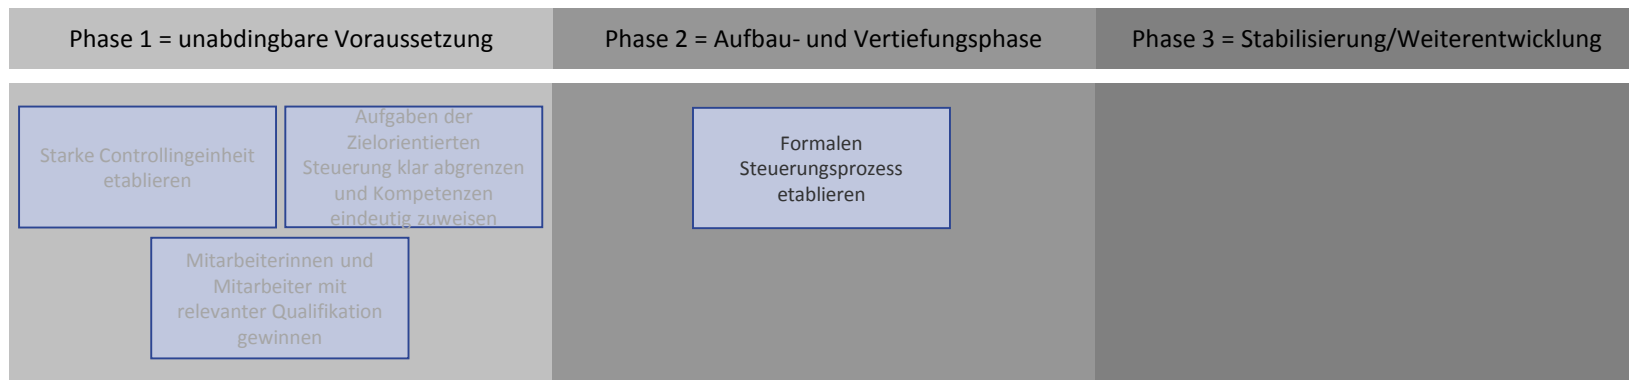 Phase 1 = unabdingbare Voraussetzung
Phase 2 = Aufbau- und Vertiefungsphase
Phase 3 = Stabilisierung/Weiterentwicklung
Starke Controllingeinheit
etablieren
Aufgaben der
Zielorientierten
Steuerung klar abgrenzen
und Kompetenzen
eindeutig zuweisen
Mitarbeiterinnen und
Mitarbeiter mit
relevanter Qualifikation
gewinnen
Formalen
Steuerungsprozess
etablieren